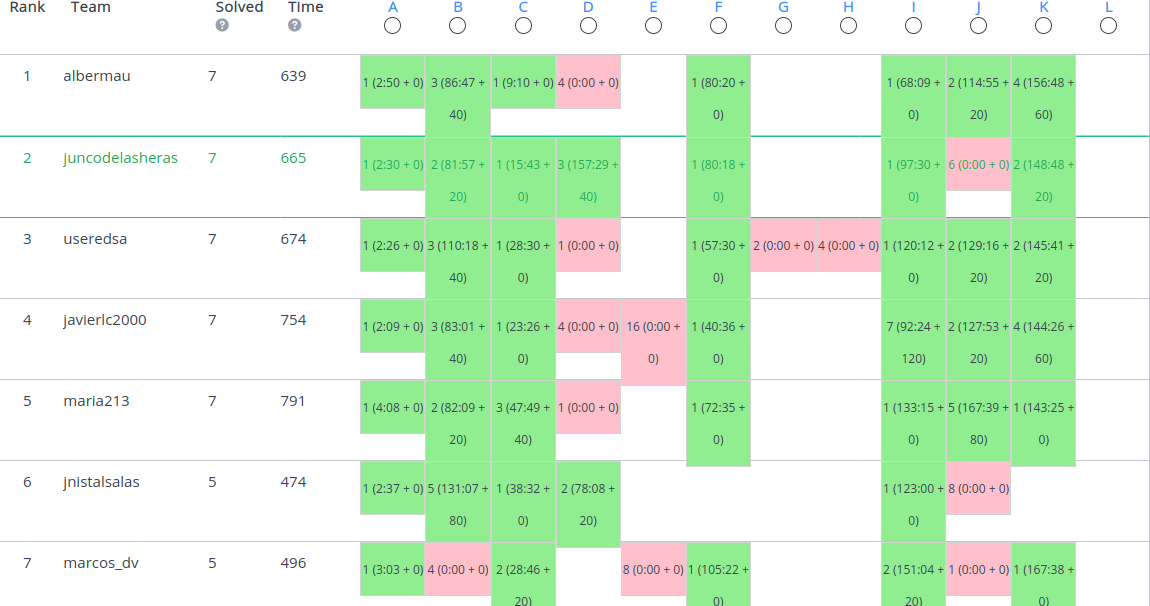 Rank Team Solved Time A B C D E F G H I J K L
? ?
1 albermau 7 639 1 (2:50 + 0) 3 (86:47 + 1 (9:10 + 0) 4 (0:00 + 0) 1 (80:20 + 1 (68:09 + 2 (114:55 + 4 (156:48 +
40) 0) 0) 20) 60)
2 juncodelasheras 7 665 1 (2:30 + 0) 2 (81:57 + 1 (15:43 + 3 (157:29 + 1 (80:18 + 1 (97:30 + 6 (0:00 + 0) 2 (148:48 +
20) 0) 40) 0) 0) 20)
3 useredsa 7 674 1 (2:26 + 0) 3 (110:18 + 1 (28:30 + 1 (0:00 + 0) 1 (57:30 + 2 (0:00 + 0) 4 (0:00 + 0) 1 (120:12 + 2 (129:16 + 2 (145:41 +
40) 0) 0) 0) 20) 20)
4 javierlc2000 7 754 1 (2:09 + 0) 3 (83:01 + 1 (23:26 + 4 (0:00 + 0) 16 (0:00 + 1 (40:36 + 7 (92:24 + 2 (127:53 + 4 (144:26 +
40) 0) 0) 0) 120) 20) 60)
5 maria213 7 791 1 (4:08 + 0) 2 (82:09 + 3 (47:49 + 1 (0:00 + 0) 1 (72:35 + 1 (133:15 + 5 (167:39 + 1 (143:25 +
20) 40) 0) 0) 80) 0)
6 jnistalsalas 5 474 1 (2:37 + 0) 5 (131:07 + 1 (38:32 + 2 (78:08 + 1 (123:00 + 8 (0:00 + 0)
80) 0) 20) 0)
7 marcos_dv 5 496 1 (3:03 + 0) 4 (0:00 + 0) 2 (28:46 + 8 (0:00 + 0) 1 (105:22 + 2 (151:04 + 1 (0:00 + 0) 1 (167:38 +
20) 0) 20) 0)